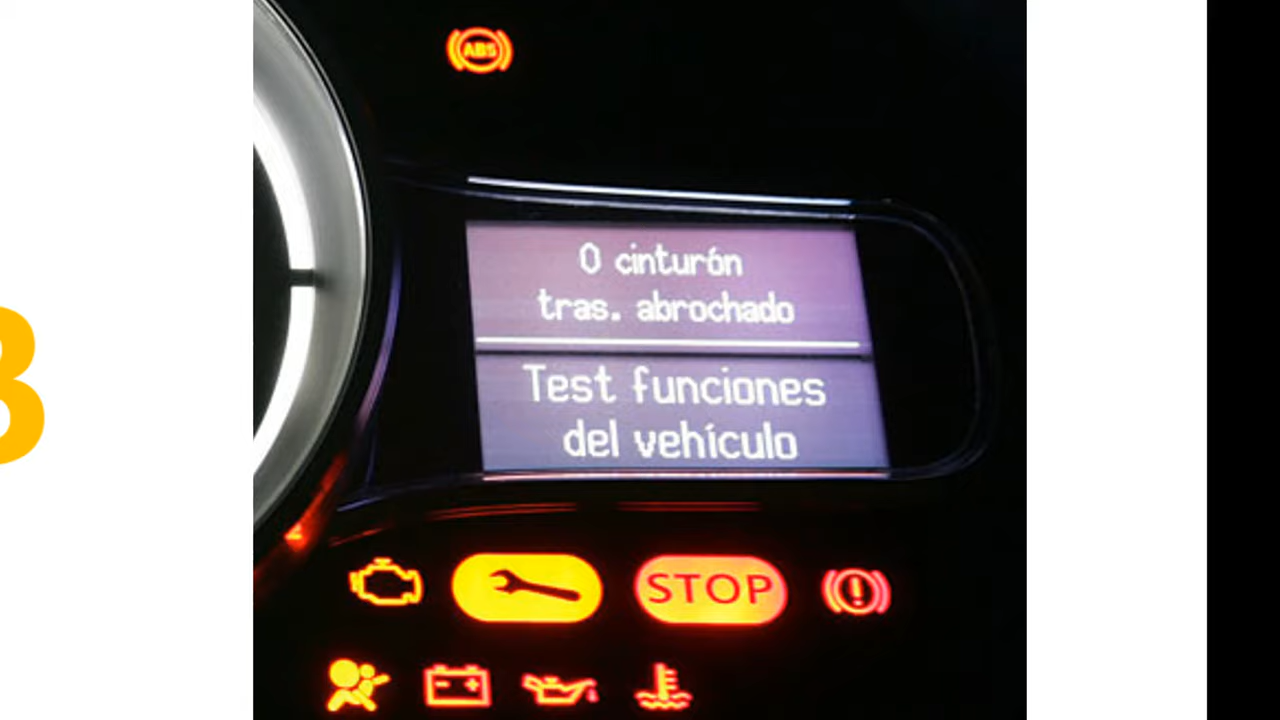 ABS
0 cinturón
tras. abrochado
Test funciones
del vehículo
STOP